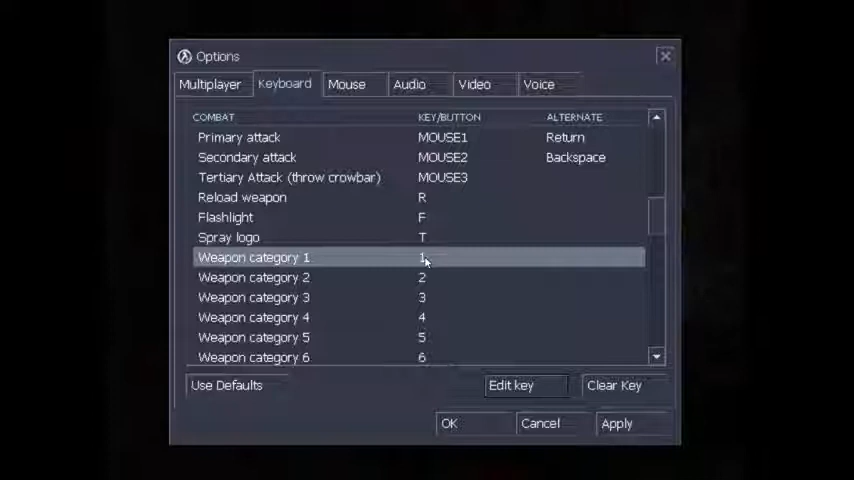 Options
Multiplayer Keyboard Mouse Audio Video Voice
COMBAT KEY/BUTTON ALTERNATE
Primary attack MOUSE1 Return
Secondary attack MOUSE2 Backspace
Tertiary Attack (throw crowbar) MOUSE3
Reload weapon R
Flashlight F
Spray logo T
Weapon category 1 1
Weapon category 2 2
Weapon category 3 3
Weapon category 4 4
Weapon category 5 5
Weapon category 6 6
Use Defaults Edit key Clear Key
OK Cancel Apply